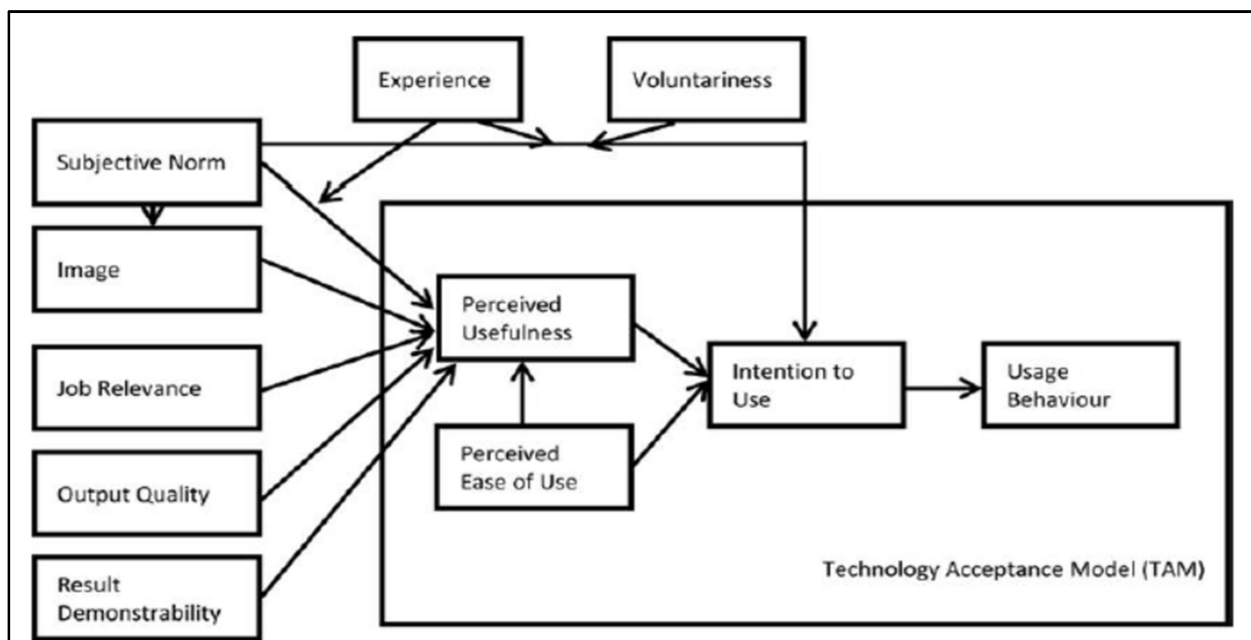 Experience
Voluntariness
Subjective Norm
Image
Perceived
Usefulness
Job Relevance
Intention to
Use
Usage
Behaviour
Perceived
Ease of Use
Output Quality
Result
Demonstrability
Technology Acceptance Model (TAM)